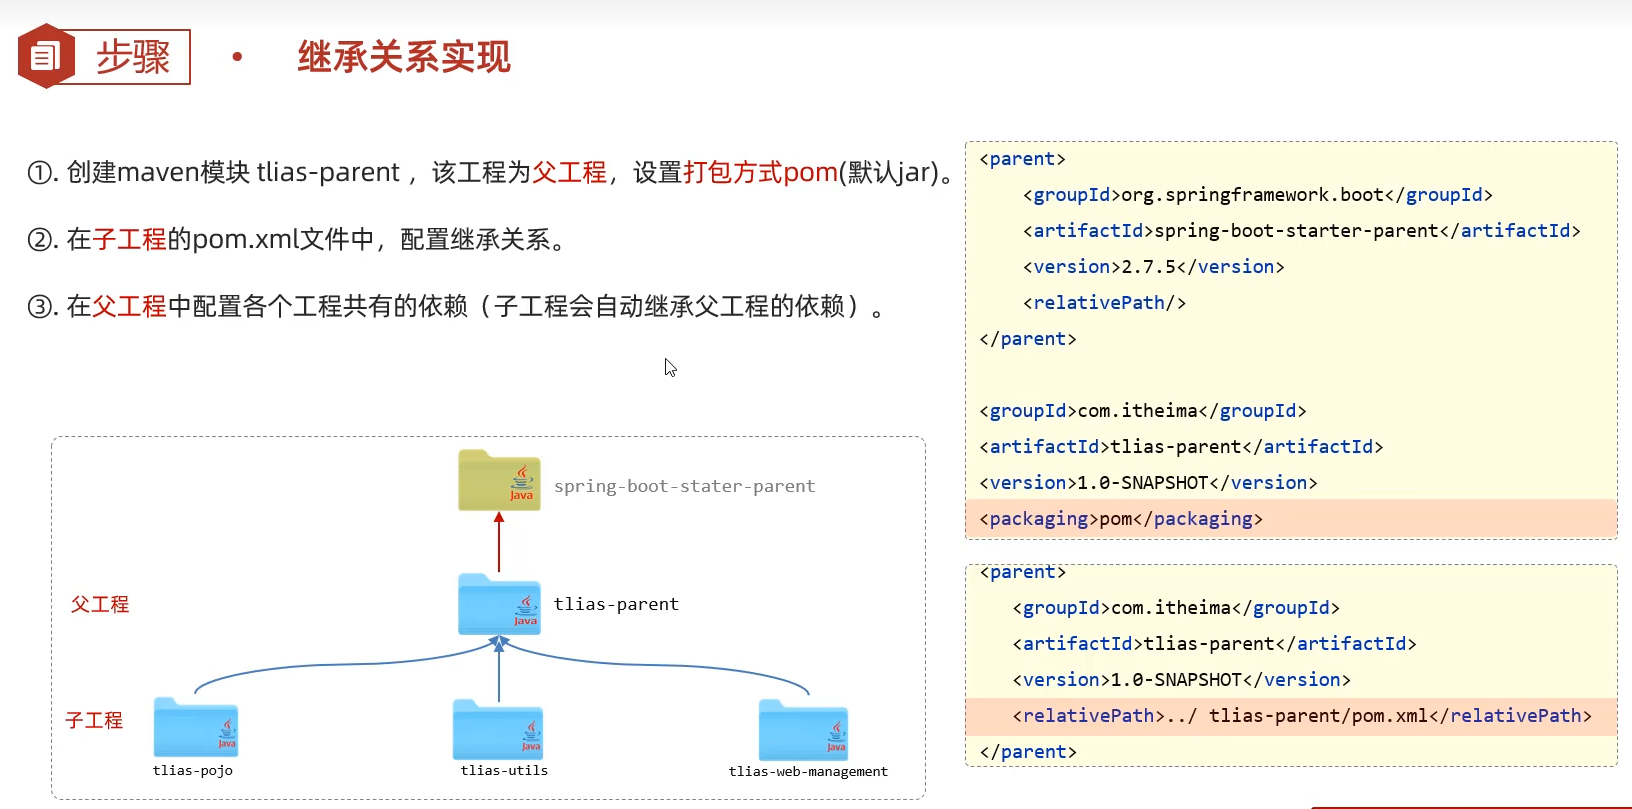 步骤 • 继承关系实现
①. 创建maven模块 tlias-parent ，该工程为父工程，设置打包方式pom(默认jar)。
②. 在子工程的pom.xml文件中，配置继承关系。
③. 在父工程中配置各个工程共有的依赖（子工程会自动继承父工程的依赖）。
<parent>
<groupId>org.springframework.boot</groupId>
<artifactId>spring-boot-starter-parent</artifactId>
<version>2.7.5</version>
<relativePath/>
</parent>
<groupId>com.itheima</groupId>
<artifactId>tlias-parent</artifactId>
<version>1.0-SNAPSHOT</version>
<packaging>pom</packaging>
<parent>
<groupId>com.itheima</groupId>
<artifactId>tlias-parent</artifactId>
<version>1.0-SNAPSHOT</version>
<relativePath>../ tlias-parent/pom.xml</relativePath>
</parent>
Java
spring-boot-stater-parent
父工程
Java
tlias-parent
子工程
Java
Java
Java
tlias-pojo
tlias-utils
tlias-web-management